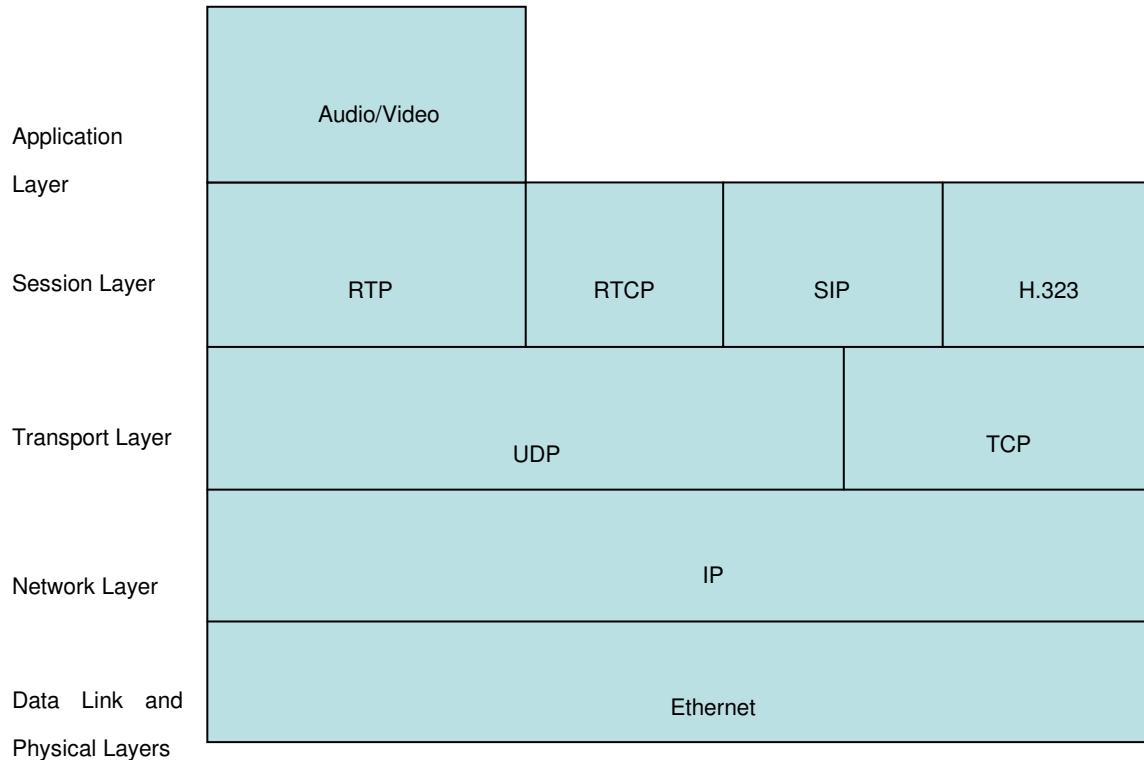 Audio/Video
Application
Layer
Session Layer
RTP
RTCP
SIP
H.323
Transport Layer
UDP
TCP
Network Layer
IP
Data Link and
Physical Layers
Ethernet